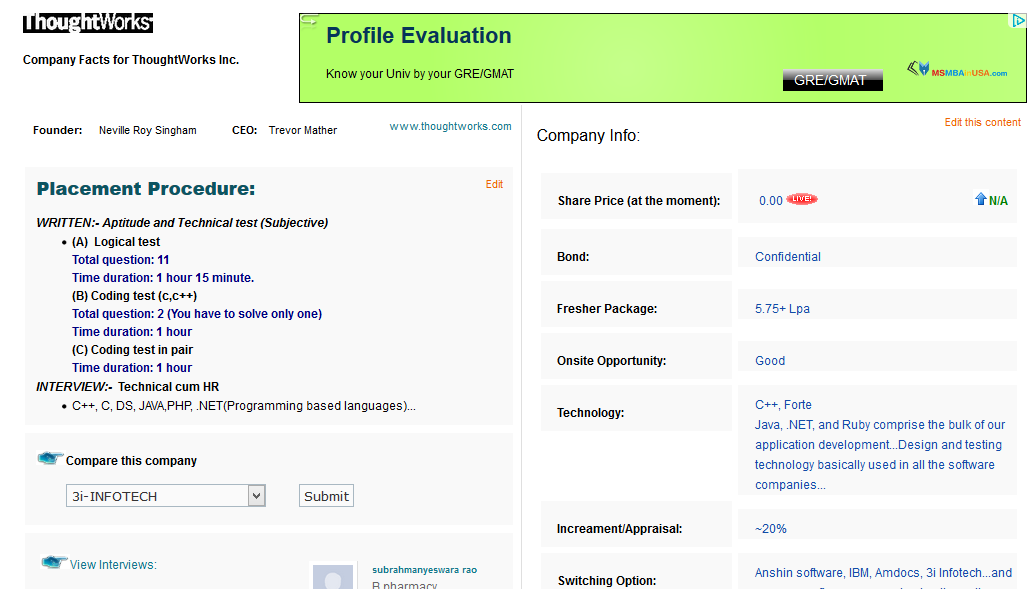 ThoughtWorks
Company Facts for ThoughtWorks Inc.
Profile Evaluation
Know your Univ by your GRE/GMAT
GRE/GMAT
MSMBAinUSA.com
Founder: Neville Roy Singham CEO: Trevor Mather www.thoughtworks.com
Placement Procedure: Edit
WRITTEN:- Aptitude and Technical test (Subjective)
• (A) Logical test
Total question: 11
Time duration: 1 hour 15 minute.
(B) Coding test (c,c++)
Total question: 2 (You have to solve only one)
Time duration: 1 hour
(C) Coding test in pair
Time duration: 1 hour
INTERVIEW:- Technical cum HR
• C++, C, DS, JAVA,PHP, .NET(Programming based languages)...
Compare this company
3i-INFOTECH Submit
View Interviews:
subrahmanyeswara rao
B pharmacy
Edit this content
Company Info:
Share Price (at the moment): 0.00 LIVE! N/A
Bond: Confidential
Fresher Package: 5.75+ Lpa
Onsite Opportunity: Good
Technology: C++, Forte
Java, .NET, and Ruby comprise the bulk of our
application development...Design and testing
technology basically used in all the software
companies...
Increament/Appraisal: ~20%
Switching Option: Anshin software, IBM, Amdocs, 3i Infotech...and